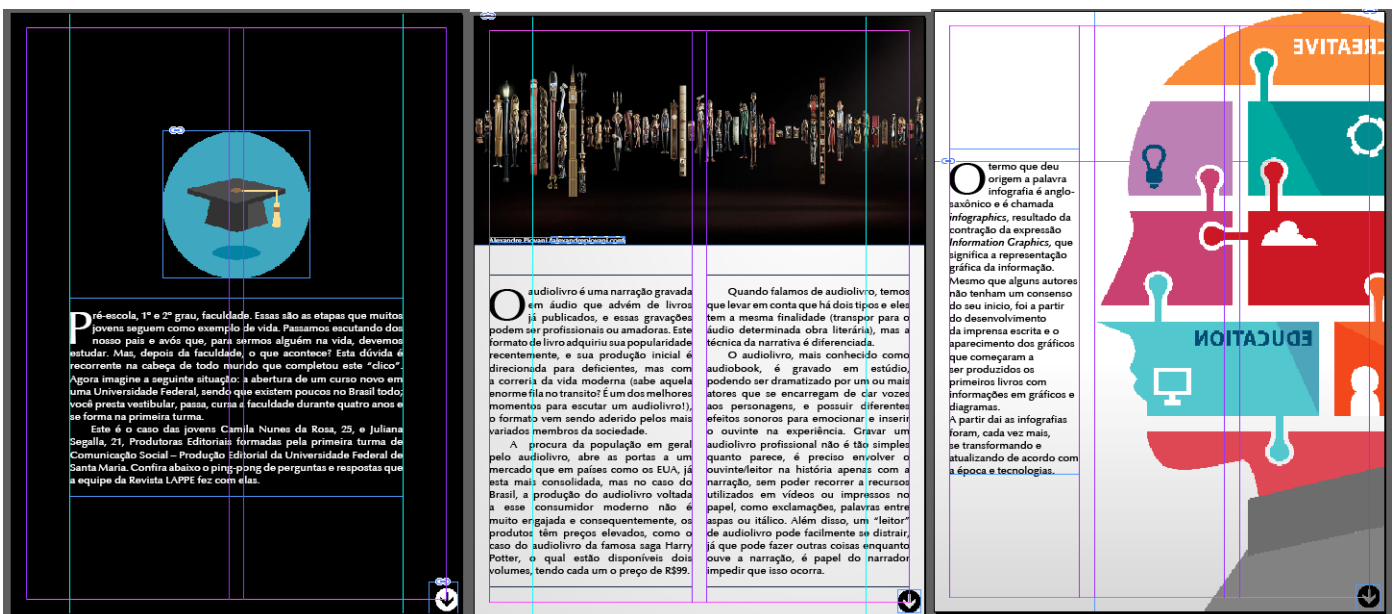 Pré-escola, 1º e 2º grau, faculdade. Essas são as etapas que muitos
jovens seguem como exemplo de vida. Passamos escutando dos
nosso pais e avós que, para sermos alguém na vida, devemos
estudar. Mas, depois da faculdade, o que acontece? Esta dúvida é
recorrente na cabeça de todo mundo que completou este “clico”.
Agora imagine a seguinte situação: a abertura de um curso novo em
uma Universidade Federal, sendo que existem poucos no Brasil todo;
você presta vestibular, passa, cursa a faculdade durante quatro anos e
se forma na primeira turma.
Este é o caso das jovens Camila Nunes da Rosa, 25, e Juliana
Segalla, 21, Produtoras Editoriais formadas pela primeira turma de
Comunicação Social – Produção Editorial da Universidade Federal de
Santa Maria. Confira abaixo o ping-pong de perguntas e respostas que
a equipe da Revista LAPPE fez com elas.
Alexandre Piovani /alexandrepiovani.com/
O audiolivro é uma narração gravada
em áudio que advém de livros
já publicados, e essas gravações
podem ser profissionais ou amadoras. Este
formato de livro adquiriu sua popularidade
recentemente, e sua produção inicial é
direcionada para deficientes, mas com
a correria da vida moderna (sabe aquela
enorme fila no transito? É um dos melhores
momentos para escutar um audiolivro!),
o formato vem sendo aderido pelos mais
variados membros da sociedade.
A procura da população em geral
pelo audiolivro, abre as portas a um
mercado que em países como os EUA, já
esta mais consolidada, mas no caso do
Brasil, a produção do audiolivro voltada
a esse consumidor moderno não é
muito engajada e consequentemente, os
produtos têm preços elevados, como o
caso do audiolivro da famosa saga Harry
Potter, o qual estão disponíveis dois
volumes, tendo cada um o preço de R$99.
Quando falamos de audiolivro, temos
que levar em conta que há dois tipos e eles
tem a mesma finalidade (transpor para o
áudio determinada obra literária), mas a
técnica da narrativa é diferenciada.
O audiolivro, mais conhecido como
audiobook, é gravado em estúdio,
podendo ser dramatizado por um ou mais
atores que se encarregam de dar vozes
aos personagens, e possuir diferentes
efeitos sonoros para emocionar e inserir
o ouvinte na experiência. Gravar um
audiolivro profissional não é tão simples
quanto parece, é preciso envolver o
ouvinte/leitor na história apenas com a
narração, sem poder recorrer a recursos
utilizados em vídeos ou impressos no
papel, como exclamações, palavras entre
aspas ou itálico. Além disso, um “leitor”
de audiolivro pode facilmente se distrair,
já que pode fazer outras coisas enquanto
ouve a narração, é papel do narrador
impedir que isso ocorra.
CREATIVE
O termo que deu
origem a palavra
infografia é anglo-
saxônico e é chamada
infographics, resultado da
contração da expressão
Information Graphics, que
significa a representação
gráfica da informação.
Mesmo que alguns autores
não tenham um consenso
do seu inicio, foi a partir
do desenvolvimento
da imprensa escrita e o
aparecimento dos gráficos
que começaram a
ser produzidos os
primeiros livros com
informações em gráficos e
diagramas.
A partir dai as infografias
foram, cada vez mais,
se transformando e
atualizando de acordo com
a época e tecnologias.
EDUCATION